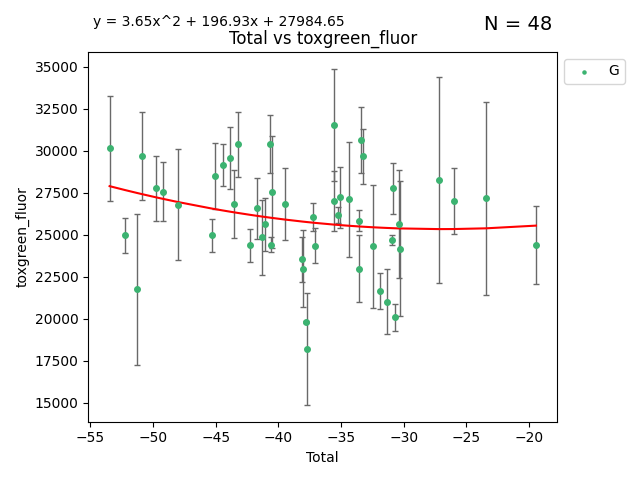 y = 3.65x^2 + 196.93x + 27984.65
N = 48
Total vs toxgreen_fluor
G
35000
32500
30000
27500
25000
22500
20000
17500
15000
toxgreen_fluor
−55 −50 −45 −40 −35 −30 −25 −20
Total